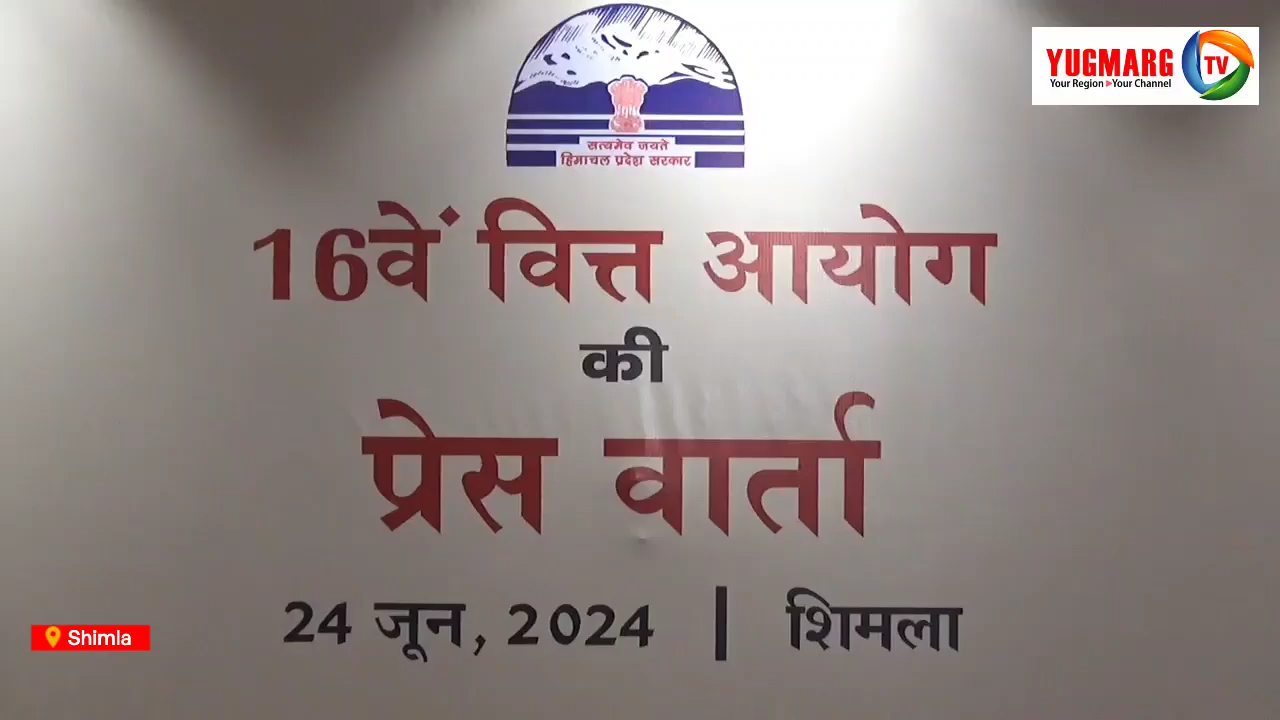 YUGMARG TV
Your Region ▶ Your Channel
सत्यमेव जयते
हिमाचल प्रदेश सरकार
16वें वित्त आयोग
की
प्रेस वार्ता
24 जून, 2024 | शिमला
Shimla